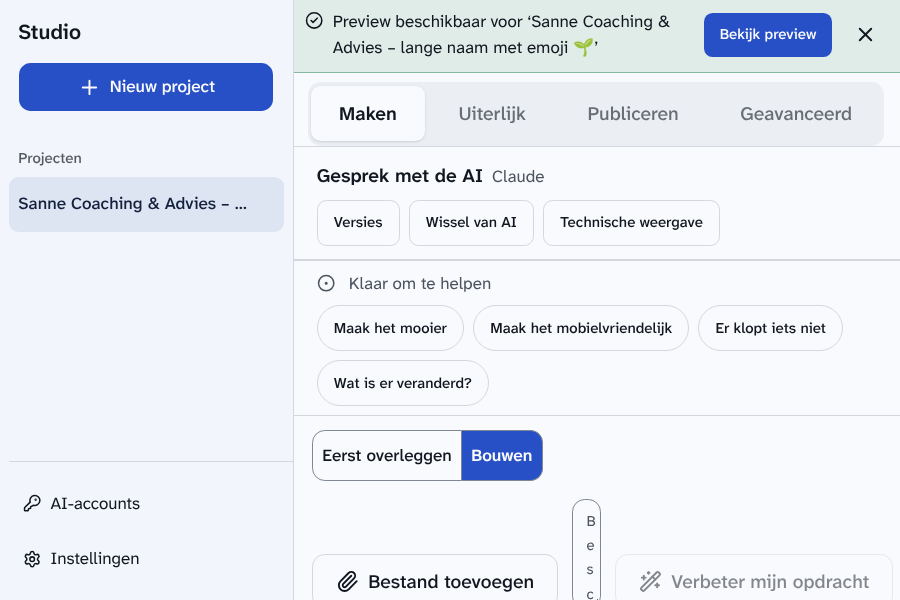 Studio
Nieuw project
Projecten
Sanne Coaching & Advies – ...
AI-accounts
Instellingen
Preview beschikbaar voor ‘Sanne Coaching &
Advies – lange naam met emoji 🌱’
Bekijk preview
Maken
Uiterlijk
Publiceren
Geavanceerd
Gesprek met de AI Claude
Versies
Wissel van AI
Technische weergave
Klaar om te helpen
Maak het mooier
Maak het mobielvriendelijk
Er klopt iets niet
Wat is er veranderd?
Eerst overleggen
Bouwen
Bestand toevoegen
B
e
s
c
Verbeter mijn opdracht